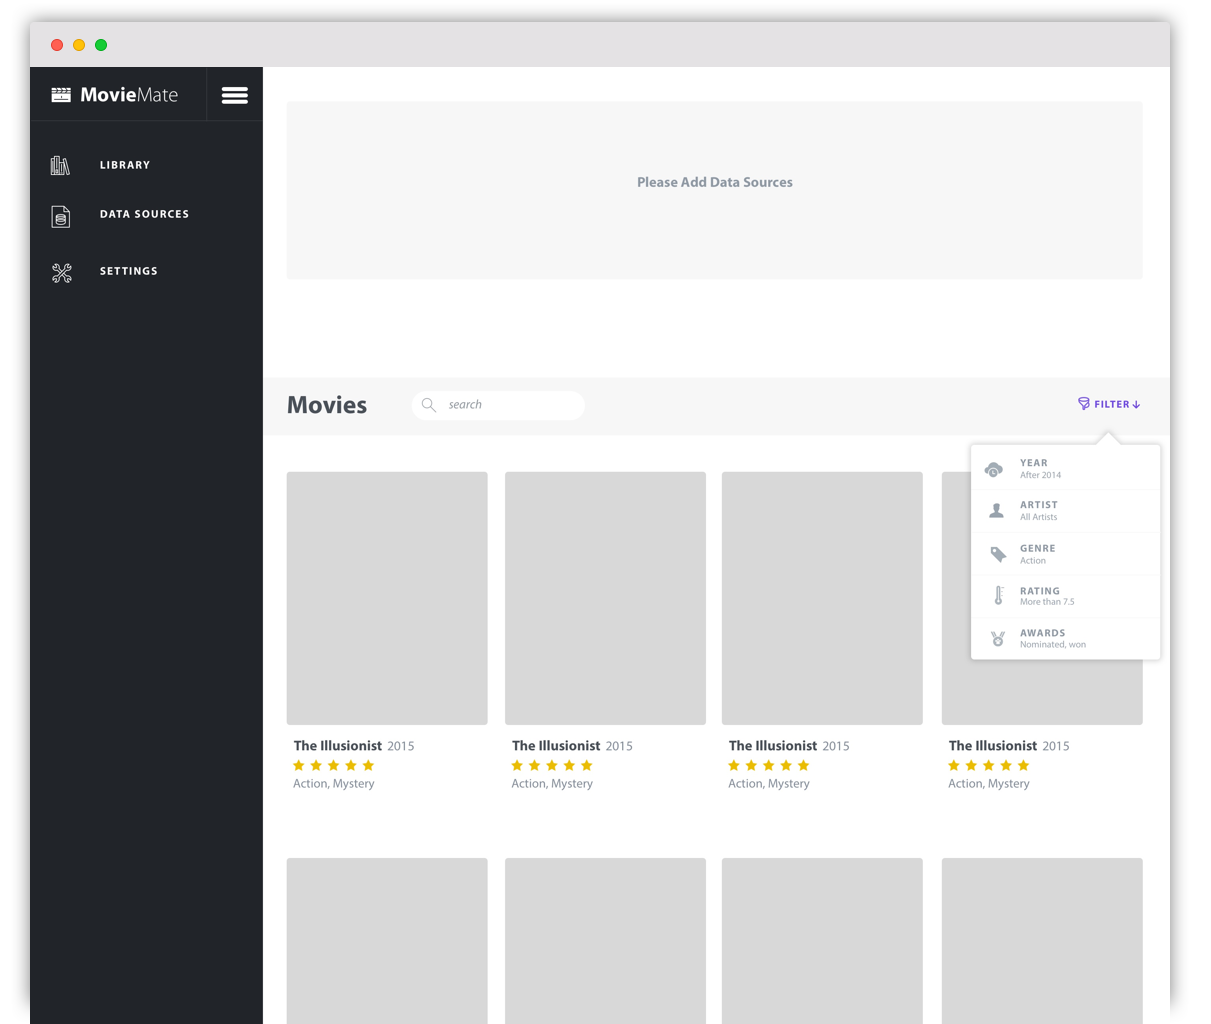 MovieMate
LIBRARY
DATA SOURCES
SETTINGS
Please Add Data Sources
Movies
search
FILTER
YEAR
After 2014
ARTIST
All Artists
GENRE
Action
RATING
More than 7.5
AWARDS
Nominated, won
The Illusionist 2015
Action, Mystery
The Illusionist 2015
Action, Mystery
The Illusionist 2015
Action, Mystery
The Illusionist 2015
Action, Mystery